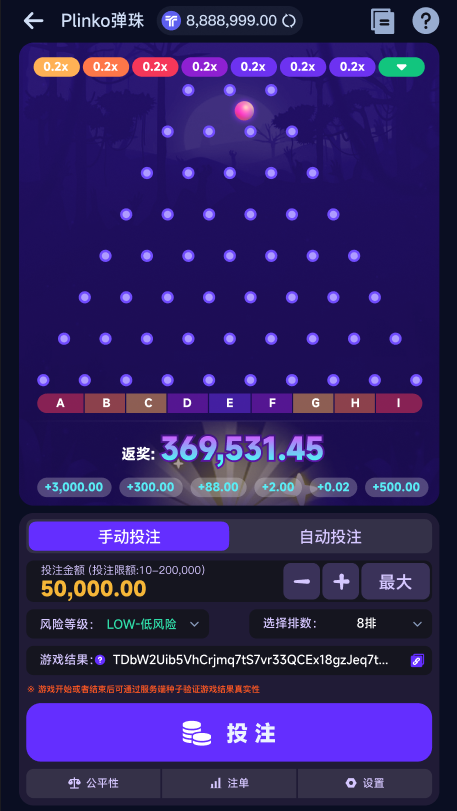 Plinko弹珠 8,888,999.00
0.2x 0.2x 0.2x 0.2x 0.2x 0.2x 0.2x
A B C D E F G H I
返奖: 369,531.45
+3,000.00 +300.00 +88.00 +2.00 +0.02 +500.00
手动投注 自动投注
投注金额 (投注限额:10-200,000)
50,000.00 最大
风险等级: LOW-低风险 选择排数: 8排
游戏结果: TDbW2Uib5VhCrjmq7tS7vr33QCEx18gzJeq7t...
※ 游戏开始或者结束后可通过服务端种子验证游戏结果真实性
投注
公平性 注单 设置